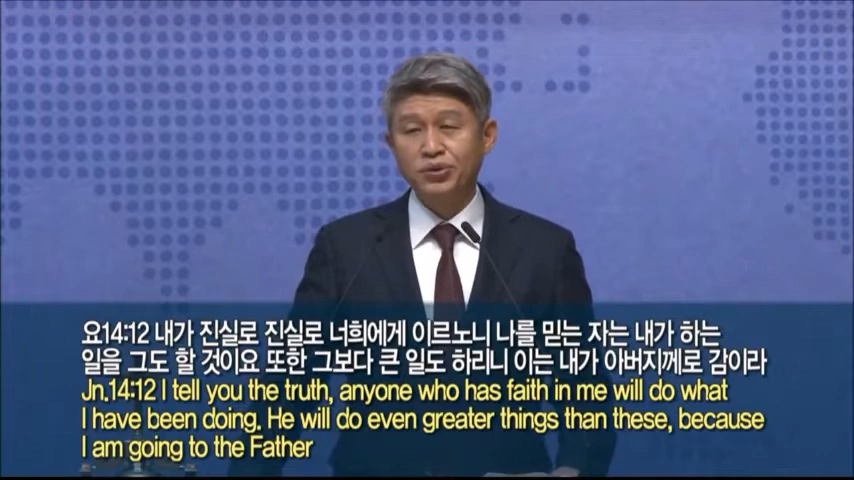 요14:12 내가 진실로 진실로 너희에게 이르노니 나를 믿는 자는 내가 하는
일을 그도 할 것이요 또한 그보다 큰 일도 하리니 이는 내가 아버지께로 감이라
Jn.14:12 I tell you the truth, anyone who has faith in me will do what
I have been doing. He will do even greater things than these, because
I am going to the Father